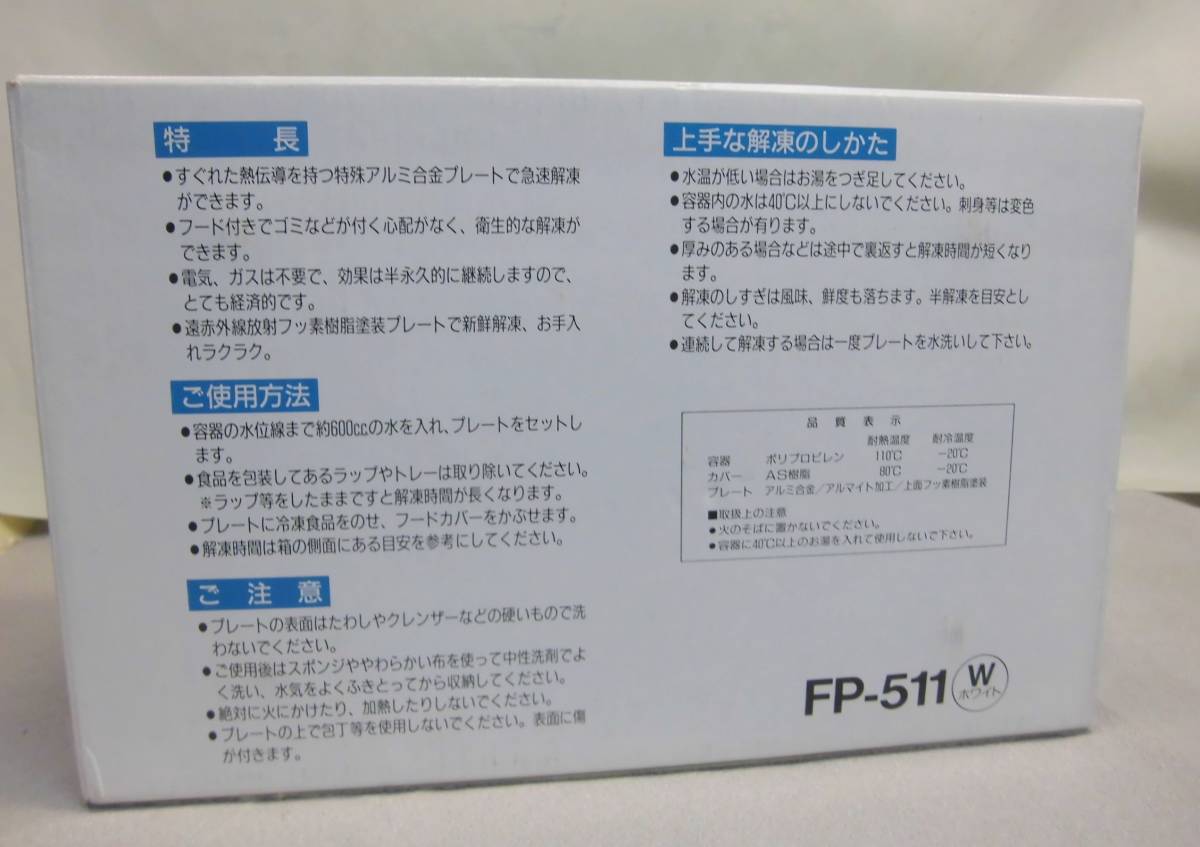 特 長
●すぐれた熱伝導を持つ特殊アルミ合金プレートで急速解凍
ができます。
●フード付きでゴミなどが付く心配がなく、衛生的な解凍が
できます。
●電気、ガスは不要で、効果は半永久的に継続しますので、
とても経済的です。
●遠赤外線放射フッ素樹脂塗装プレートで新鮮解凍、お手入
れラクラク。
ご使用方法
●容器の水位線まで約600ccの水を入れ、プレートをセットし
ます。
●食品を包装してあるラップやトレーは取り除いてください。
※ラップ等をしたままですと解凍時間が長くなります。
●プレートに冷凍食品をのせ、フードカバーをかぶせます。
●解凍時間は箱の側面にある目安を参考にしてください。
ご 注 意
●プレートの表面はたわしやクレンザーなどの硬いもので洗
わないでください。
●ご使用後はスポンジややわらかい布を使って中性洗剤でよ
く洗い、水気をよくふきとってから収納してください。
●絶対に火にかけたり、加熱したりしないでください。
●プレートの上で包丁等を使用しないでください。表面に傷
か付きます。
上手な解凍のしかた
●水温が低い場合はお湯をつぎ足してください。
●容器内の水は40℃以上にしないでください。刺身等は変色
する場合が有ります。
●厚みのある場合などは途中で裏返すと解凍時間が短くなり
ます。
●解凍のしすぎは風味、鮮度も落ちます。半解凍を目安とし
てください。
●連続して解凍する場合は一度プレートを水洗いして下さい。
品 質 表 示
耐熱温度 耐冷温度
容器 ポリプロピレン 110℃ −20℃
カバー AS樹脂 80℃ −20℃
プレート アルミ合金/アルマイト加工/上面フッ素樹脂塗装
■取扱上の注意
●火のそばに置かないでください。
●容器に40℃以上のお湯を入れて使用しないで下さい。
FP-511 W
ホワイト